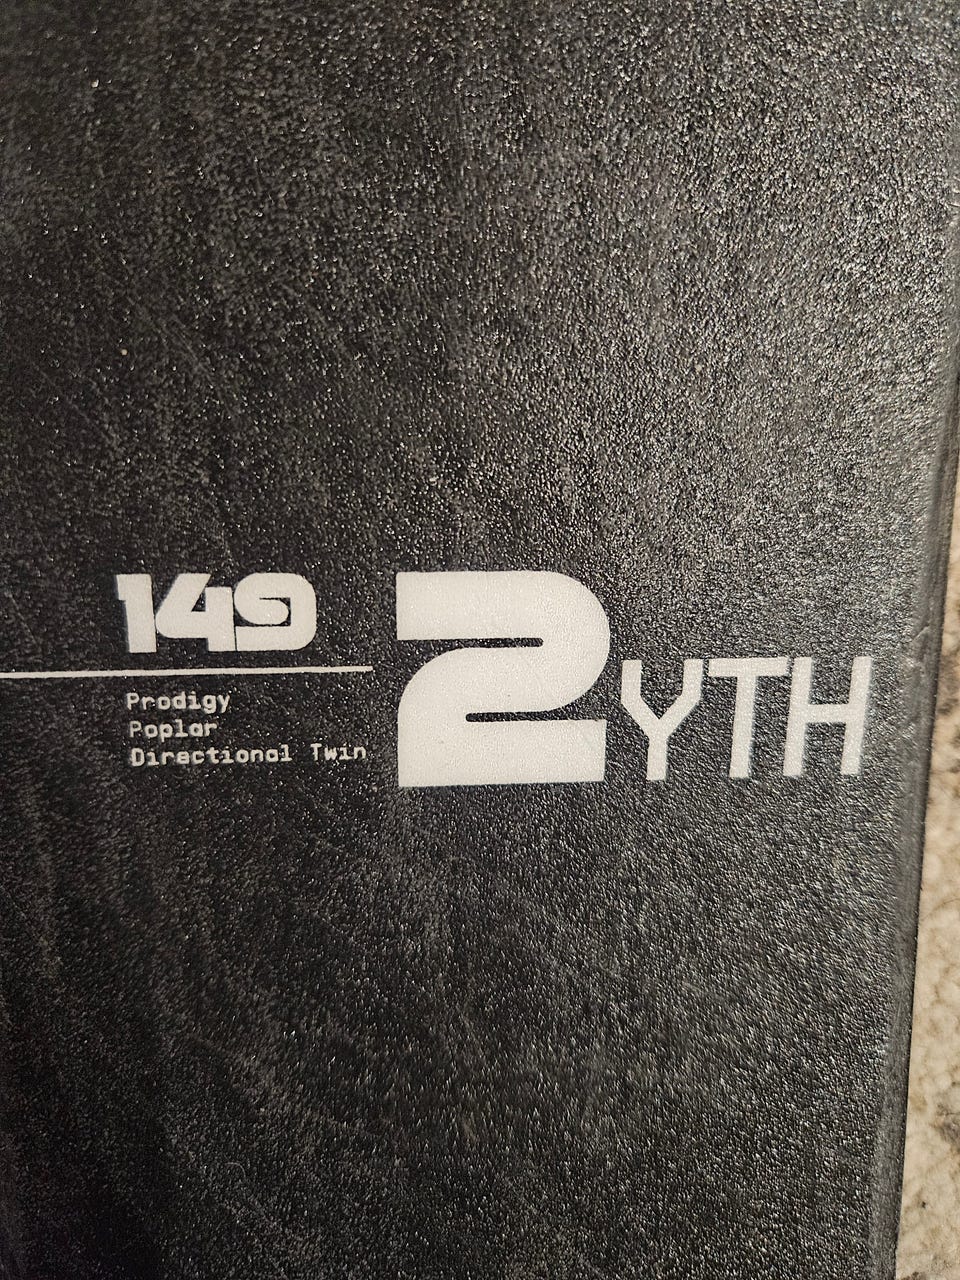 149
Prodigy
Poplar
Directional Twin
2YTH